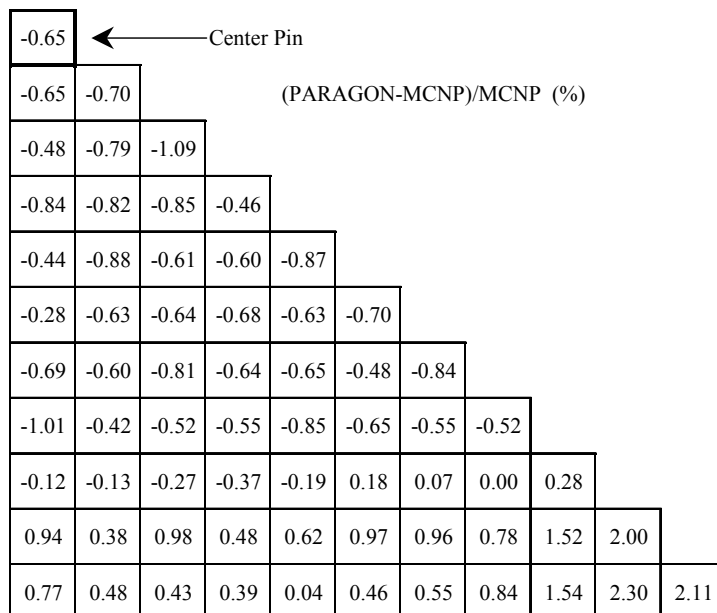 -0.65 Center Pin
-0.65 -0.70 (PARAGON-MCNP)/MCNP (%)
-0.48 -0.79 -1.09
-0.84 -0.82 -0.85 -0.46
-0.44 -0.88 -0.61 -0.60 -0.87
-0.28 -0.63 -0.64 -0.68 -0.63 -0.70
-0.69 -0.60 -0.81 -0.64 -0.65 -0.48 -0.84
-1.01 -0.42 -0.52 -0.55 -0.85 -0.65 -0.55 -0.52
-0.12 -0.13 -0.27 -0.37 -0.19 0.18 0.07 0.00 0.28
0.94 0.38 0.98 0.48 0.62 0.97 0.96 0.78 1.52 2.00
0.77 0.48 0.43 0.39 0.04 0.46 0.55 0.84 1.54 2.30 2.11